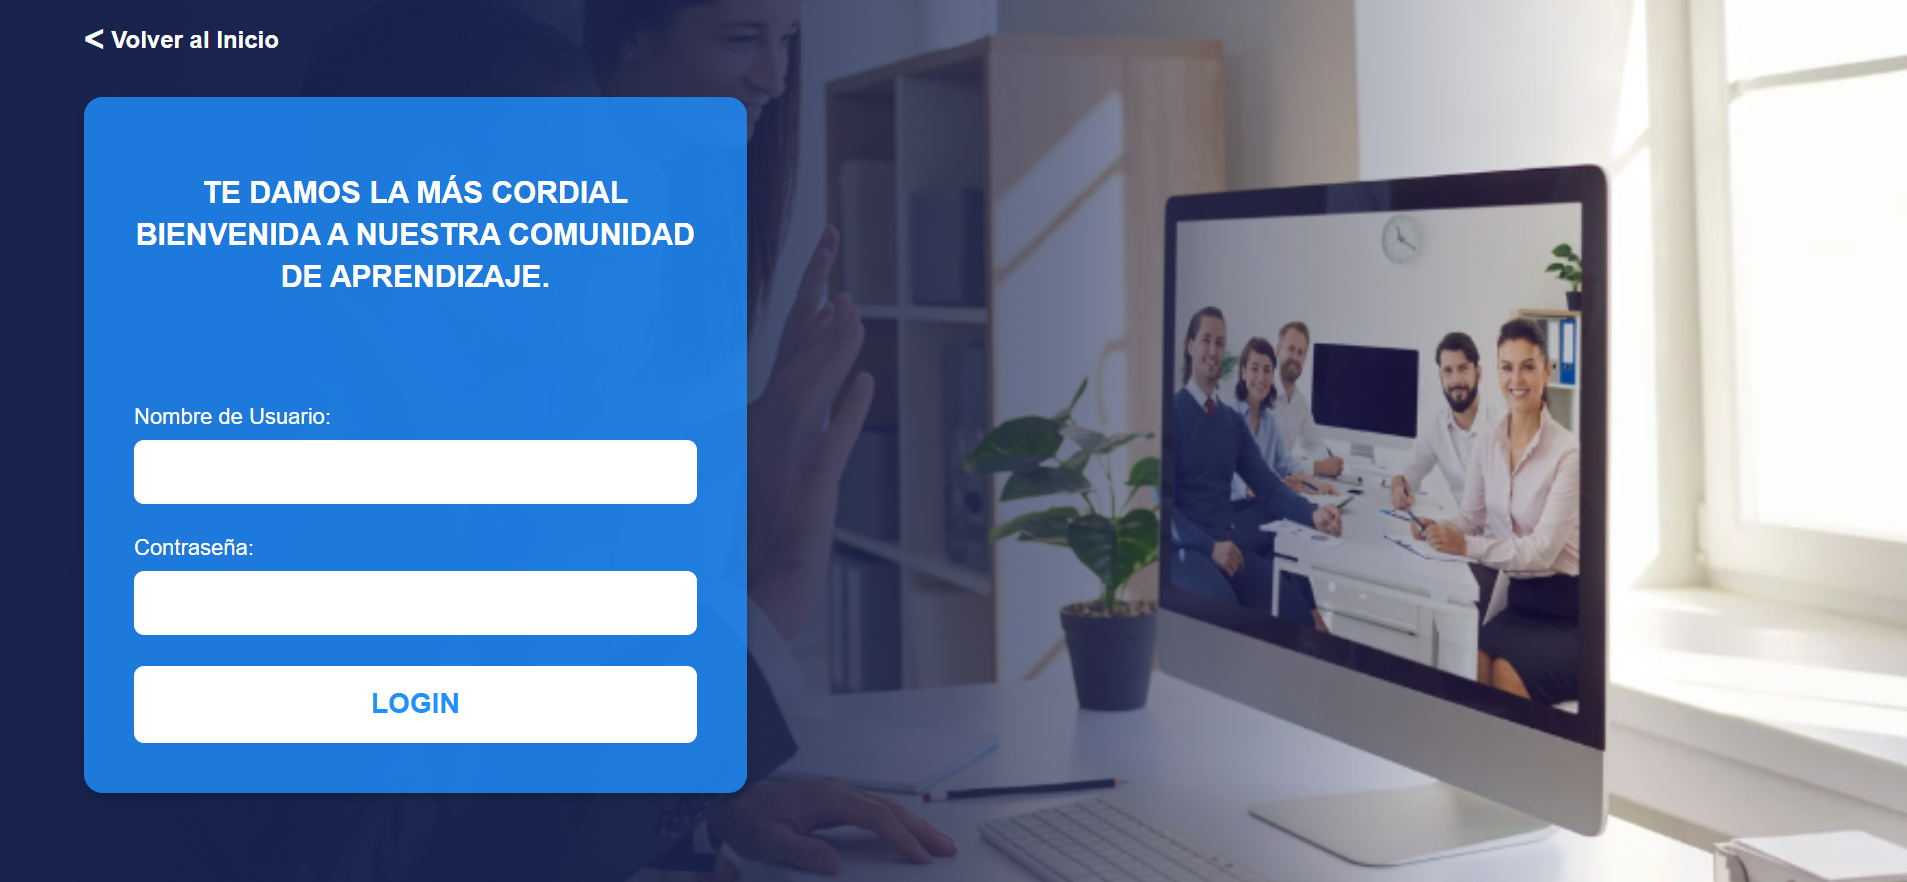 < Volver al Inicio
TE DAMOS LA MÁS CORDIAL
BIENVENIDA A NUESTRA COMUNIDAD
DE APRENDIZAJE.
Nombre de Usuario:
Contraseña:
LOGIN